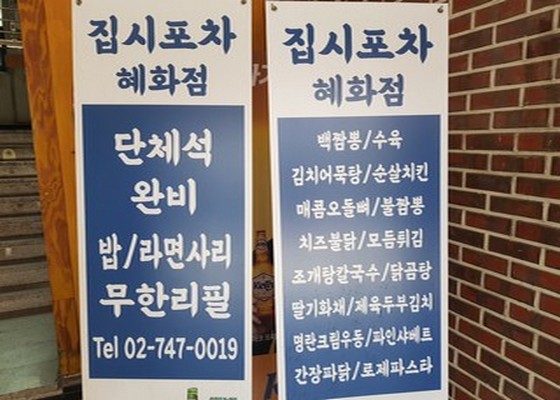 집시포차
혜화점
단체석
완비
밥/라면사리
무한리필
Tel 02-747-0019
집시포차
혜화점
백짬뽕/수육
김치어묵탕/순살치킨
매콤오돌뼈/불짬뽕
치즈불닭/모듬튀김
조개탕칼국수/닭곰탕
딸기화채/제육두부김치
명란크림우동/파인샤베트
간장파닭/로제파스타